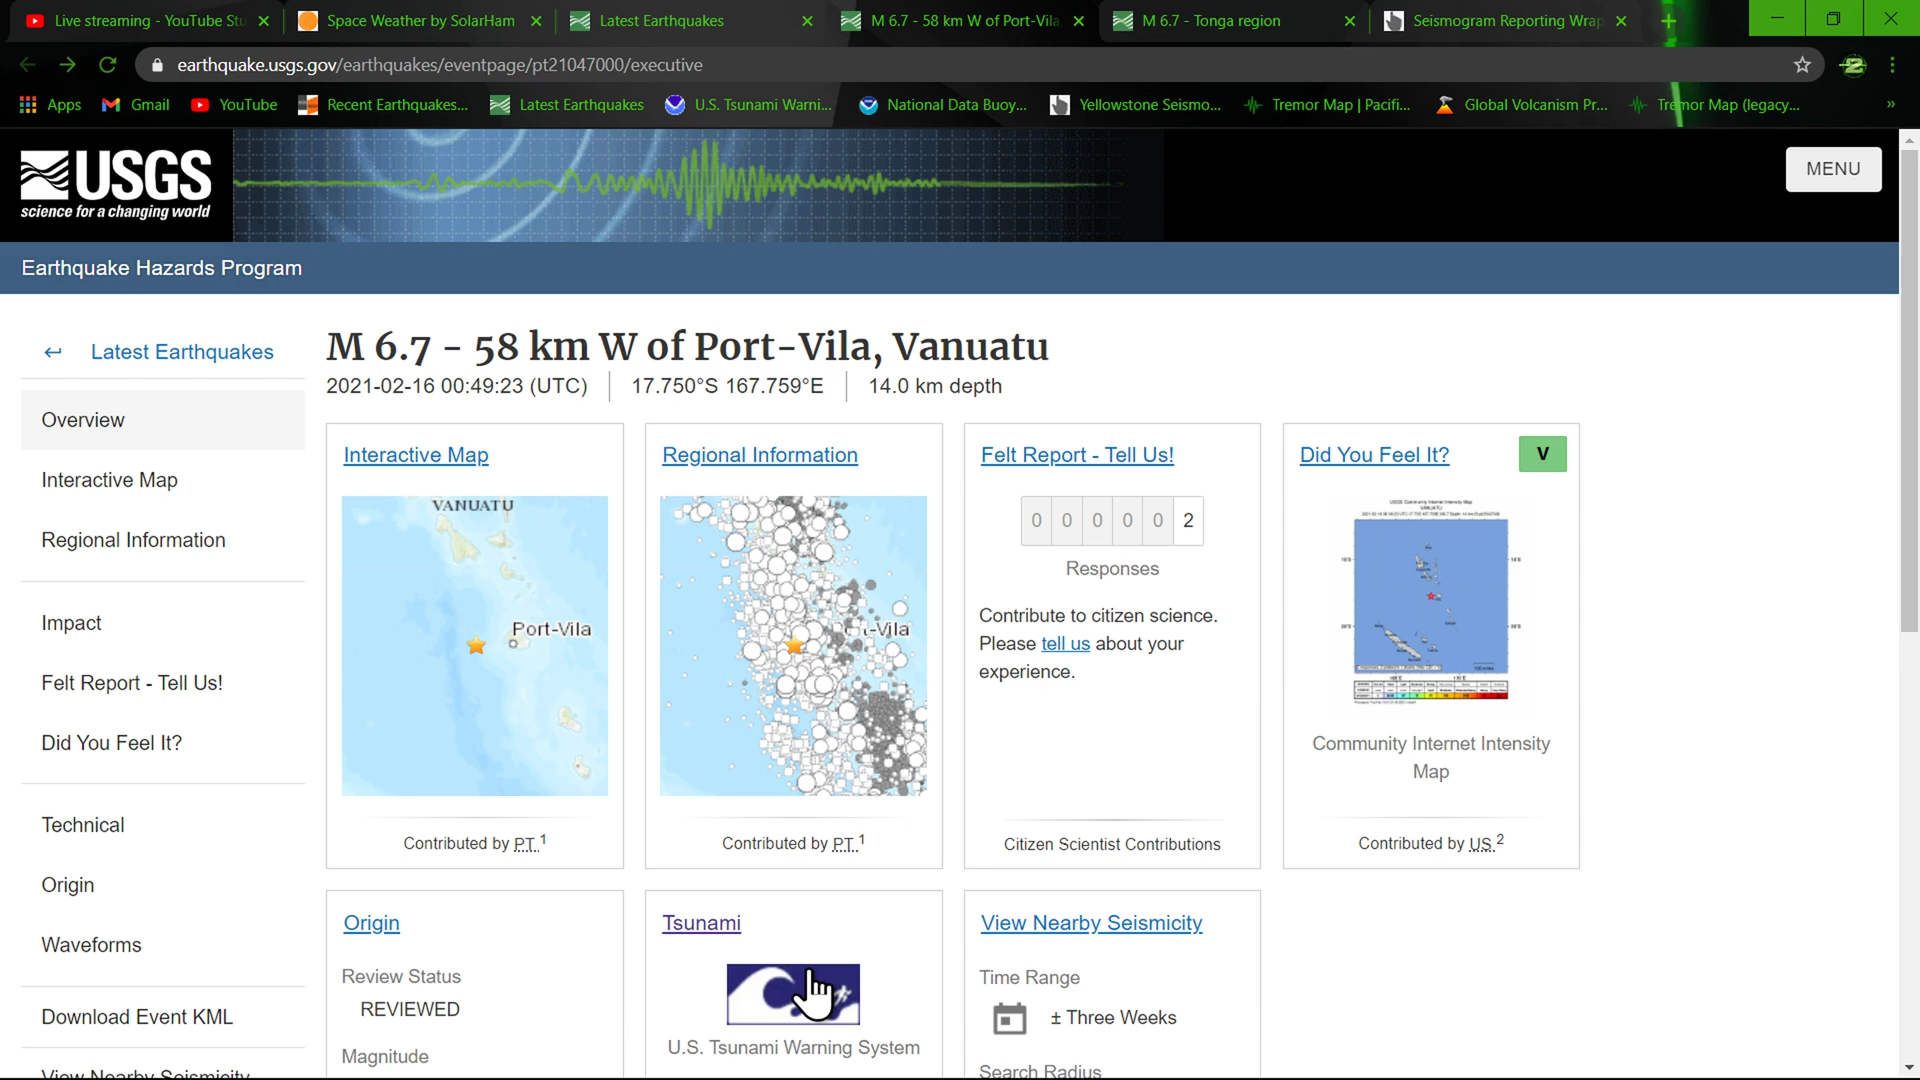 Live streaming - YouTube Stu
Space Weather by SolarHam
Latest Earthquakes
M 6.7 - 58 km W of Port-Vila,
M 6.7 - Tonga region
Seismogram Reporting Wrap
earthquake.usgs.gov/earthquakes/eventpage/pt21047000/executive
Apps
Gmail
YouTube
Recent Earthquakes...
Latest Earthquakes
U.S. Tsunami Warni...
National Data Buoy...
Yellowstone Seismo...
Tremor Map | Pacifi...
Global Volcanism Pr...
Tremor Map (legacy...
»
USGS
science for a changing world
MENU
Earthquake Hazards Program
Latest Earthquakes
Overview
Interactive Map
Regional Information
Impact
Felt Report - Tell Us!
Did You Feel It?
Technical
Origin
Waveforms
Download Event KML
View Nearby Seismicity
M 6.7 - 58 km W of Port-Vila, Vanuatu
2021-02-16 00:49:23 (UTC)
17.750°S 167.759°E
14.0 km depth
Interactive Map
VANUATU
Port-Vila
Contributed by PT 1
Regional Information
t-Vila
Contributed by PT 1
Felt Report - Tell Us!
0 0 0 0 0 2
Responses
Contribute to citizen science.
Please tell us about your
experience.
Citizen Scientist Contributions
Did You Feel It?
V
Community Internet Intensity
Map
Contributed by US 2
Origin
Review Status
REVIEWED
Magnitude
Tsunami
U.S. Tsunami Warning System
View Nearby Seismicity
Time Range
± Three Weeks
Search Radius